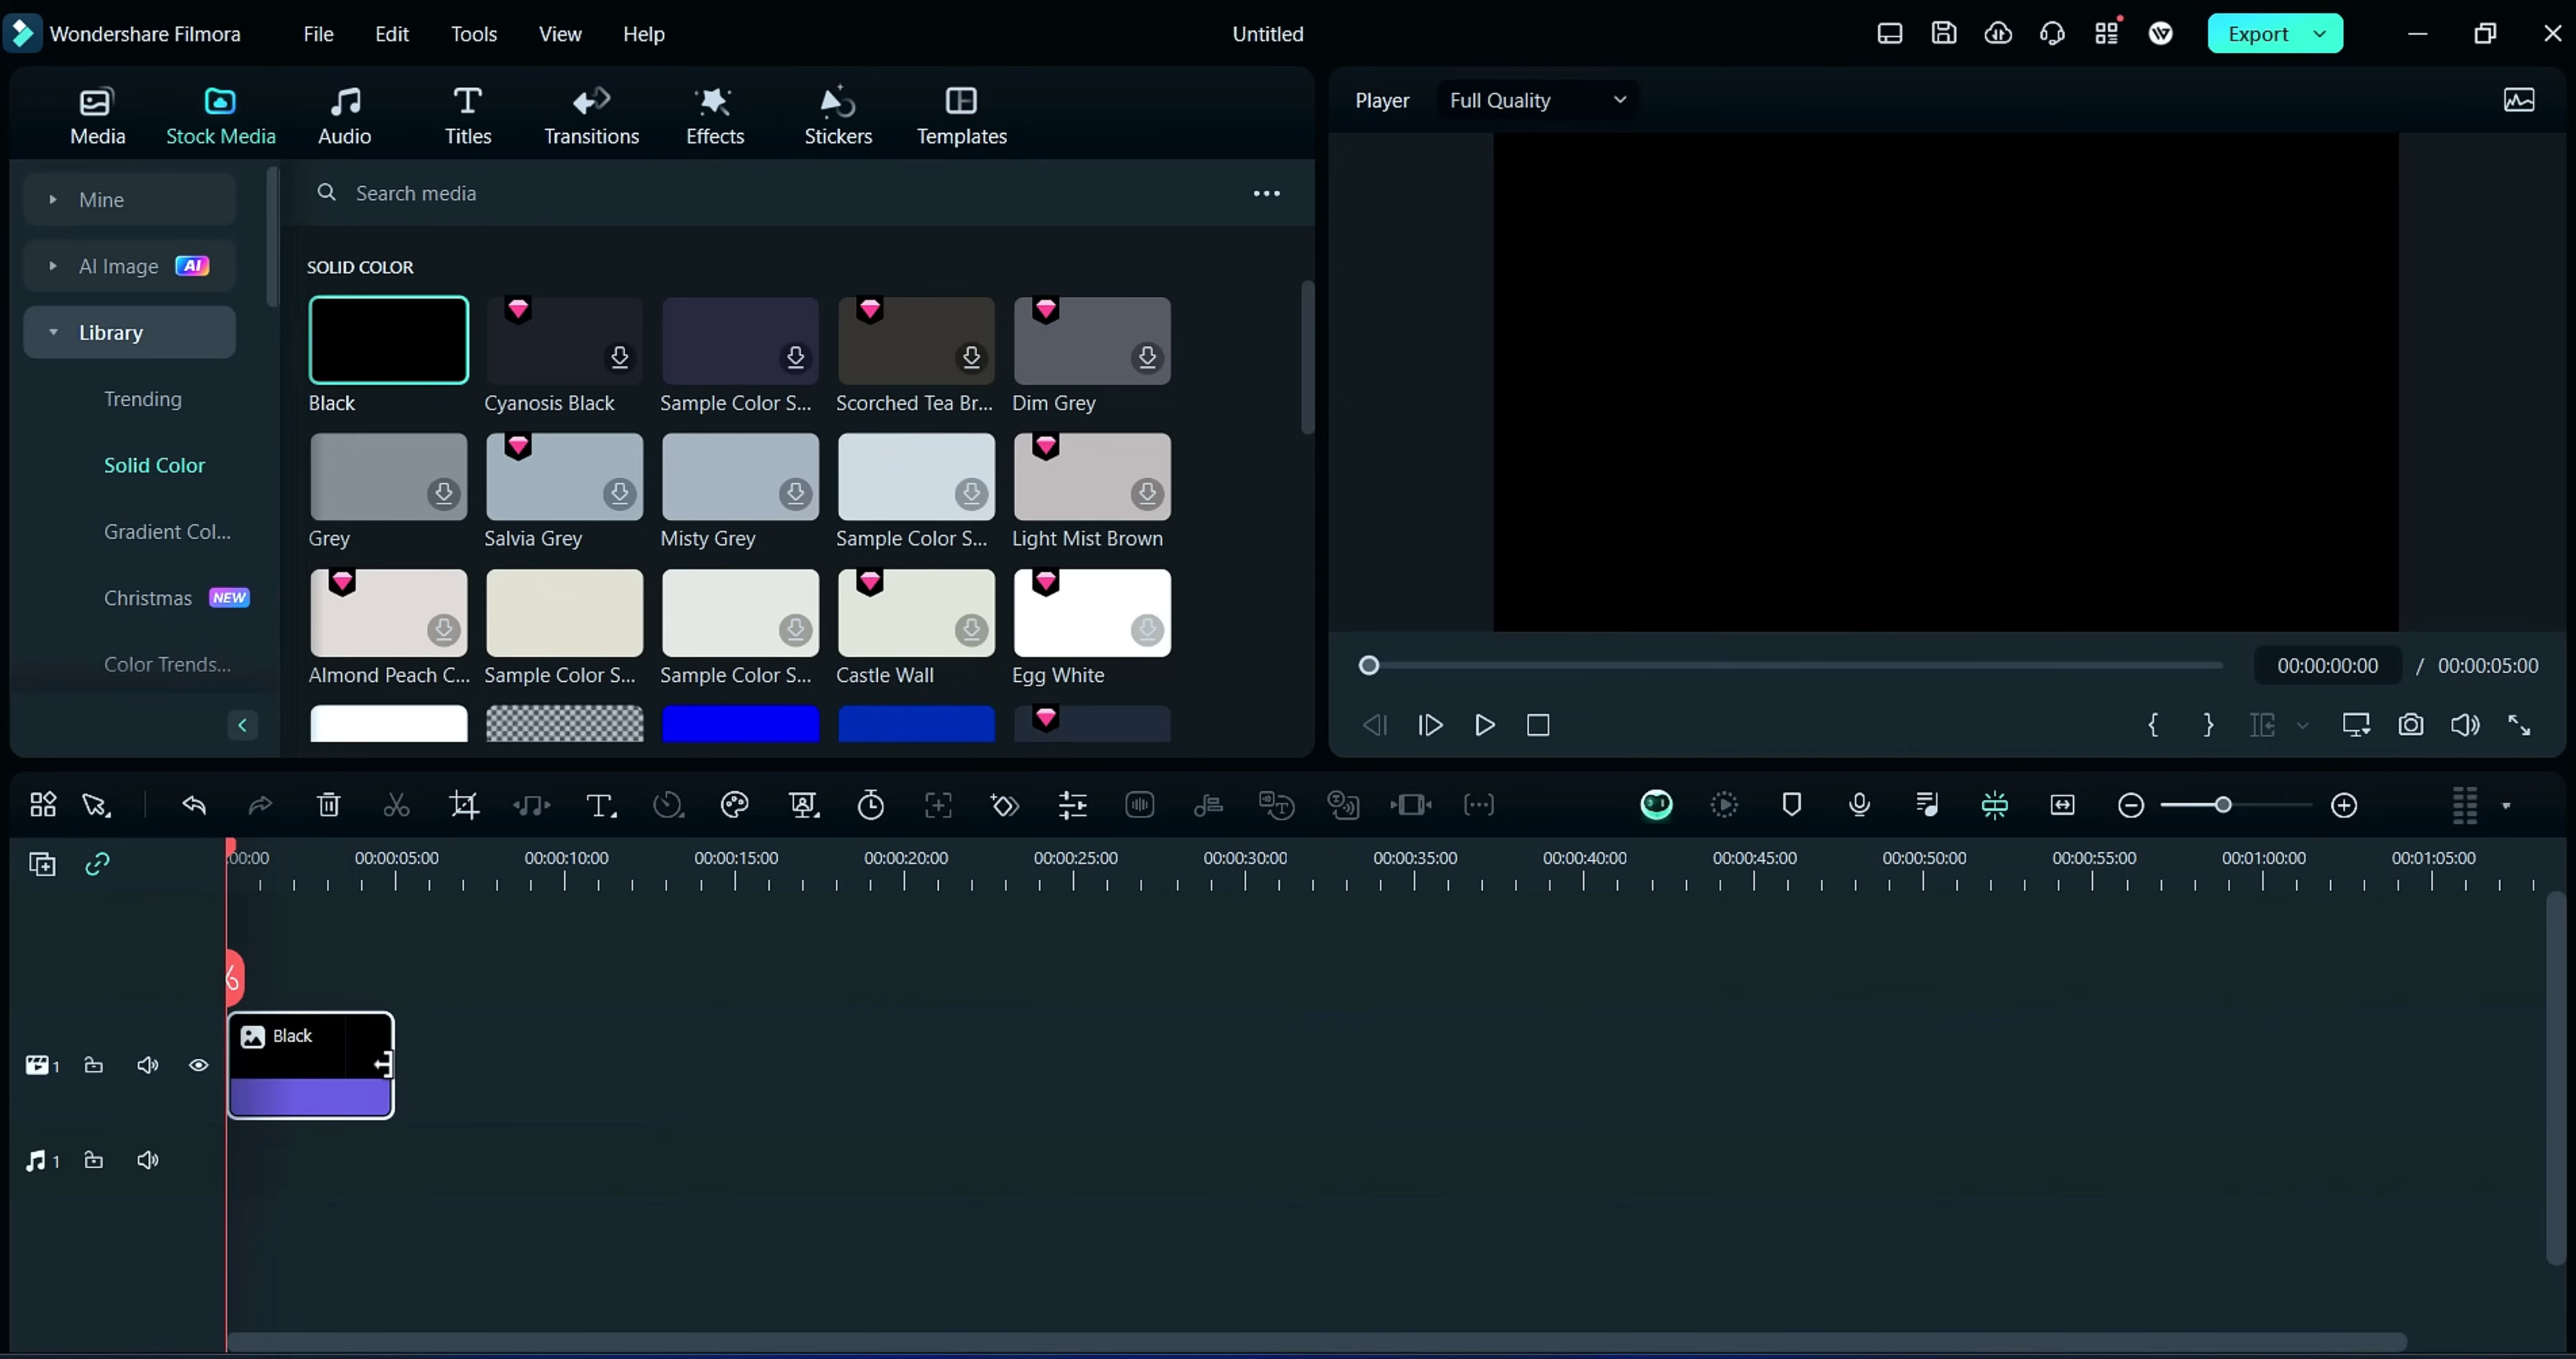 Wondershare Filmora File Edit Tools View Help Untitled Export
Media Stock Media Audio Titles Transitions Effects Stickers Templates
Player Full Quality
Mine
Search media
AI Image AI
SOLID COLOR
Library
Trending
Black Cyanosis Black Sample Color S... Scorched Tea Br... Dim Grey
Solid Color
Gradient Col...
Grey Salvia Grey Misty Grey Sample Color S... Light Mist Brown
Christmas NEW
Color Trends...
Almond Peach C... Sample Color S... Sample Color S... Castle Wall Egg White
00:00:00:00 / 00:00:05:00
:00:00 00:00:05:00 00:00:10:00 00:00:15:00 00:00:20:00 00:00:25:00 00:00:30:00 00:00:35:00 00:00:40:00 00:00:45:00 00:00:50:00 00:00:55:00 00:01:00:00 00:01:05:00
Black
1
1